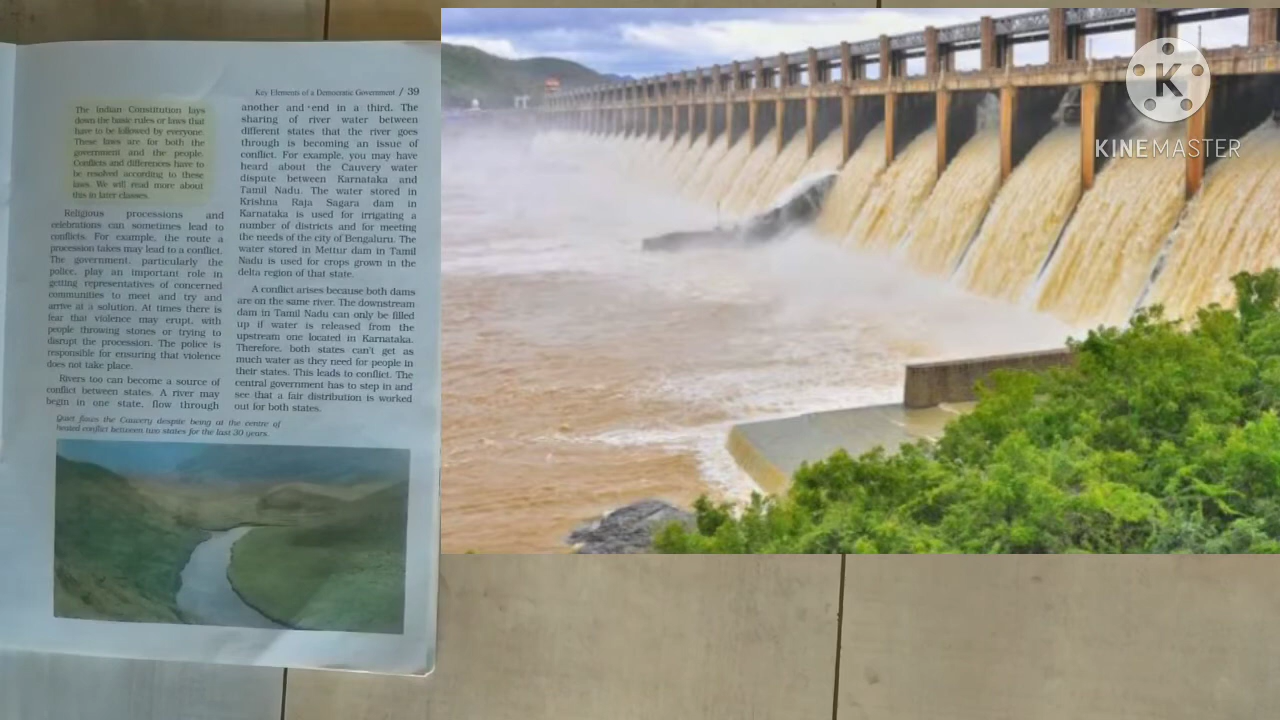 Key Elements of a Democratic Government / 39
The Indian Constitution lays
down the basic rules or laws that
have to be followed by everyone.
These laws are for both the
government and the people.
Conflicts and differences have to
be resolved according to these
laws. We will read more about
this in later classes.
Religious processions and
celebrations can sometimes lead to
conflicts. For example, the route a
procession takes may lead to a conflict.
The government, particularly the
police, play an important role in
getting representatives of concerned
communities to meet and try and
arrive at a solution. At times there is
fear that violence may erupt, with
people throwing stones or trying to
disrupt the procession. The police is
responsible for ensuring that violence
does not take place.
Rivers too can become a source of
conflict between states. A river may
begin in one state, flow through
another and end in a third. The
sharing of river water between
different states that the river goes
through is becoming an issue of
conflict. For example, you may have
heard about the Cauvery water
dispute between Karnataka and
Tamil Nadu. The water stored in
Krishna Raja Sagara dam in
Karnataka is used for irrigating a
number of districts and for meeting
the needs of the city of Bengaluru. The
water stored in Mettur dam in Tamil
Nadu is used for crops grown in the
delta region of that state.
A conflict arises because both dams
are on the same river. The downstream
dam in Tamil Nadu can only be filled
up if water is released from the
upstream one located in Karnataka.
Therefore, both states can't get as
much water as they need for people in
their states. This leads to conflict. The
central government has to step in and
see that a fair distribution is worked
out for both states.
Quiet flows the Cauvery despite being at the centre of
heated conflict between two states for the last 30 years.
K
KINEMASTER